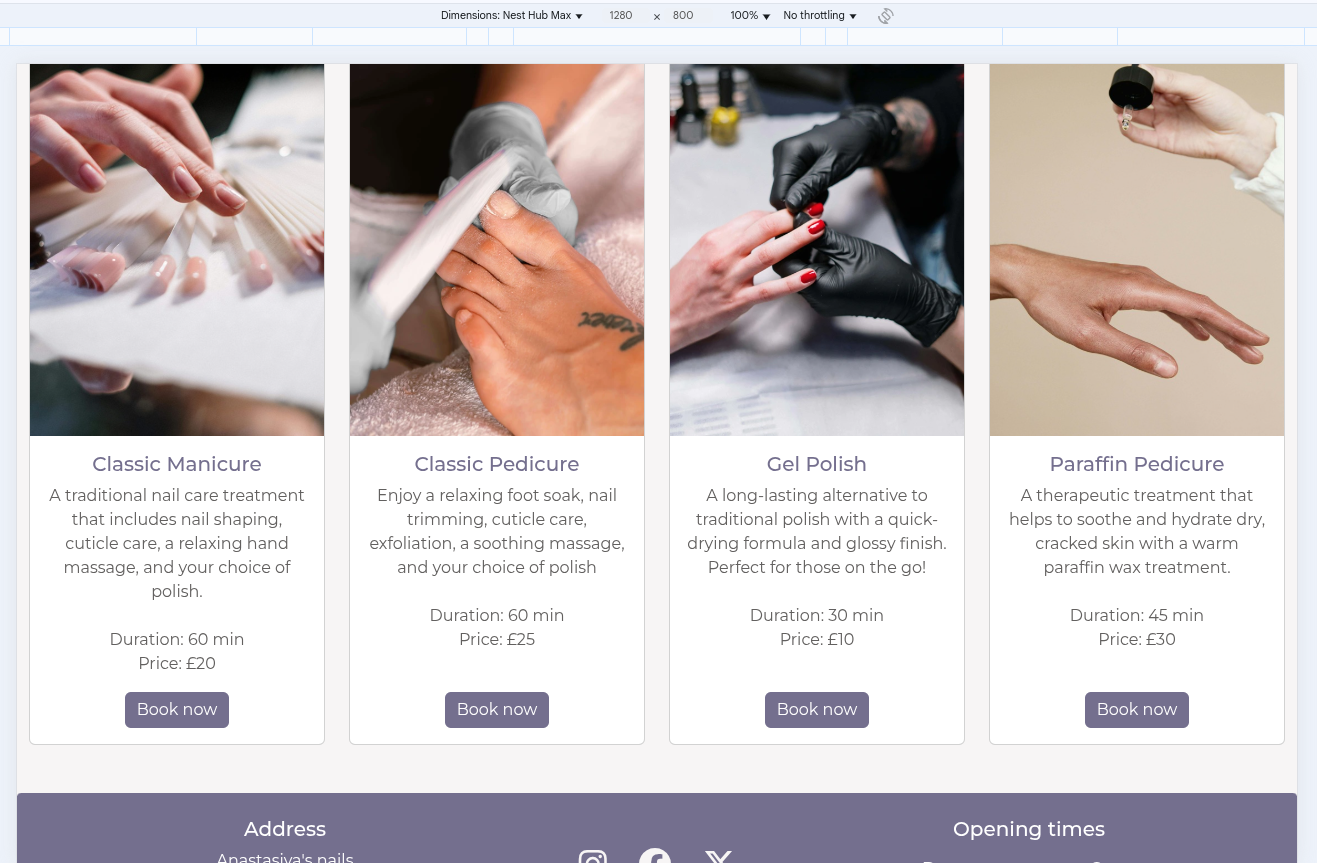 Dimensions: Nest Hub Max ▼ 1280 × 800 100% ▼ No throttling ▼
Classic Manicure
A traditional nail care treatment
that includes nail shaping,
cuticle care, a relaxing hand
massage, and your choice of
polish.
Duration: 60 min
Price: £20
Book now
Classic Pedicure
Enjoy a relaxing foot soak, nail
trimming, cuticle care,
exfoliation, a soothing massage,
and your choice of polish
Duration: 60 min
Price: £25
Book now
Gel Polish
A long-lasting alternative to
traditional polish with a quick-
drying formula and glossy finish.
Perfect for those on the go!
Duration: 30 min
Price: £10
Book now
Paraffin Pedicure
A therapeutic treatment that
helps to soothe and hydrate dry,
cracked skin with a warm
paraffin wax treatment.
Duration: 45 min
Price: £30
Book now
Address
Anastasiya's nails
Opening times